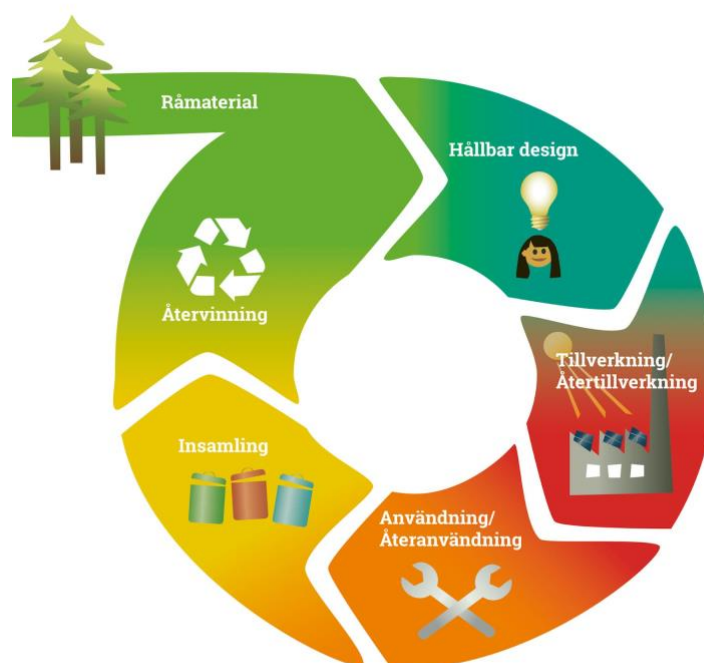 Råmaterial
Hållbar design
Tillverkning/
Återtillverkning
Användning/
Återanvändning
Insamling
Återvinning